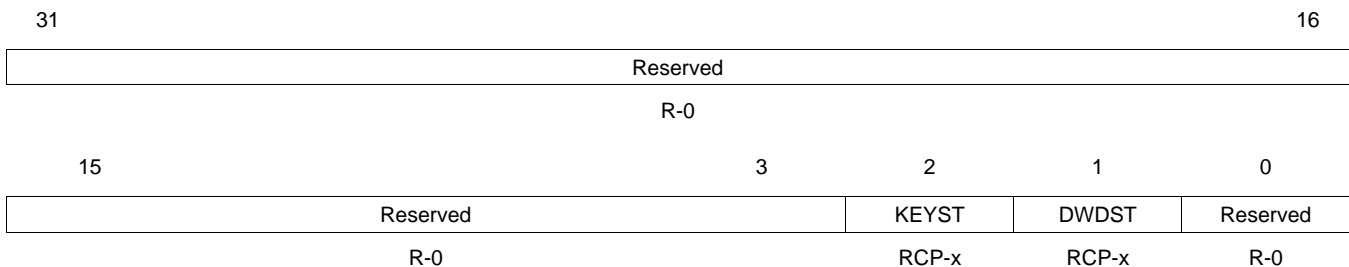 31 16
Reserved
R-0
15 3 2 1 0
Reserved KEYST DWDST Reserved
R-0 RCP-x RCP-x R-0